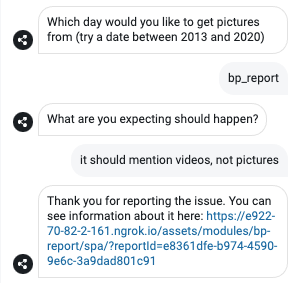 Which day would you like to get pictures
from (try a date between 2013 and 2020)
bp_report
What are you expecting should happen?
it should mention videos, not pictures
Thank you for reporting the issue. You can
see information about it here: https://e922-
70-82-2-161.ngrok.io/assets/modules/bp-
report/spa/?reportId=e8361dfe-b974-4590-
9e6c-3a9dad801c91